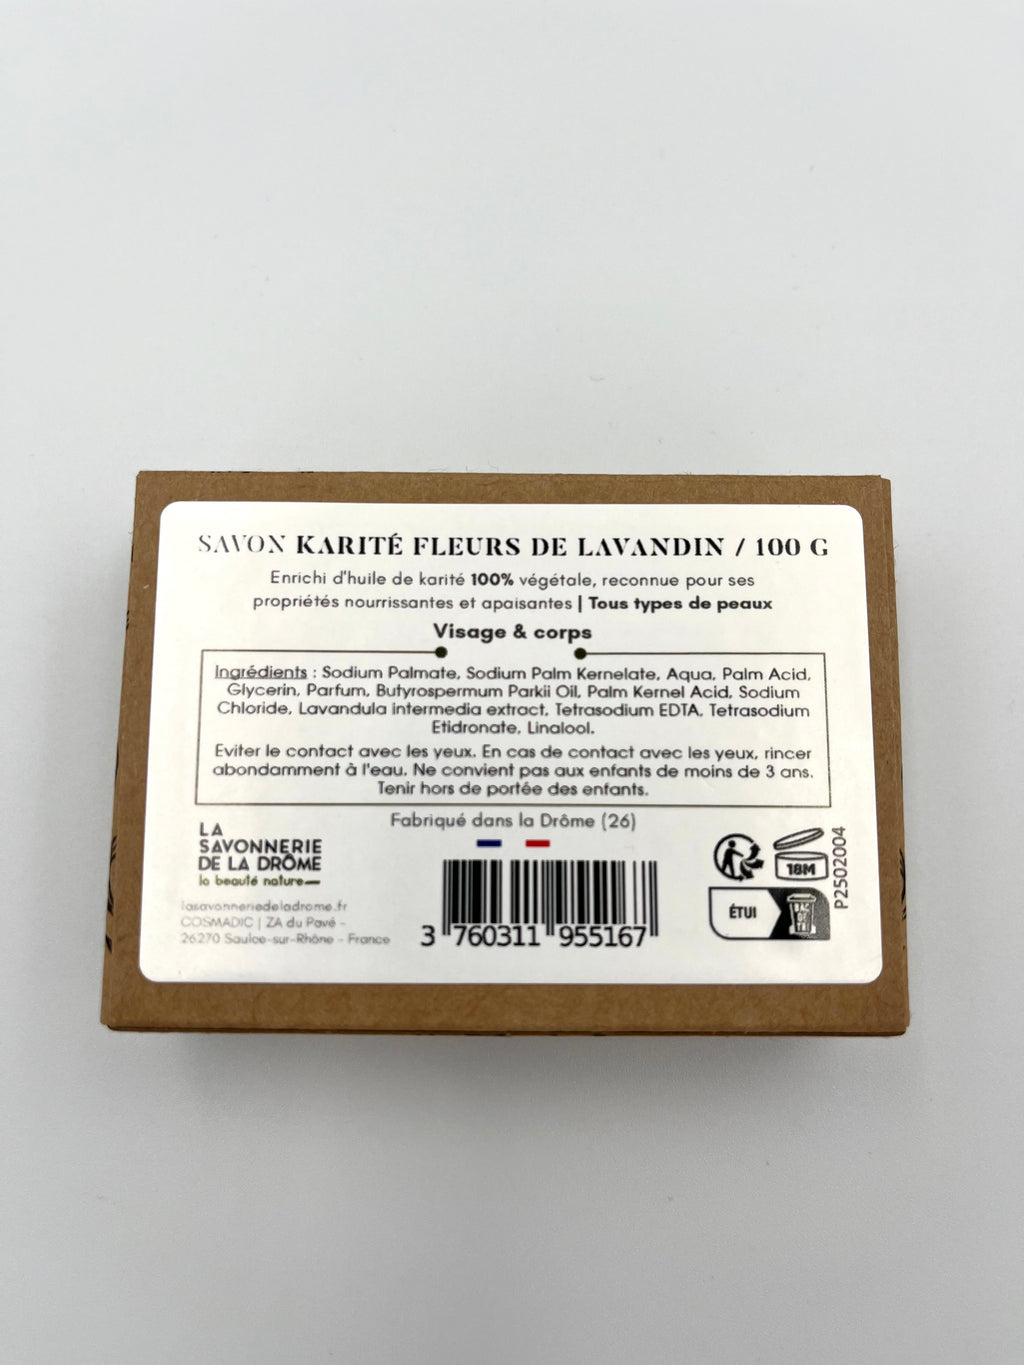 SAVON KARITÉ FLEURS DE LAVANDIN / 100 G
Enrichi d'huile de karité 100% végétale, reconnue pour ses
propriétés nourrissantes et apaisantes | Tous types de peaux
Visage & corps
Ingrédients : Sodium Palmate, Sodium Palm Kernelate, Aqua, Palm Acid,
Glycerin, Parfum, Butyrospermum Parkii Oil, Palm Kernel Acid, Sodium
Chloride, Lavandula intermedia extract, Tetrasodium EDTA, Tetrasodium
Etidronate, Linalool.
Eviter le contact avec les yeux. En cas de contact avec les yeux, rincer
abondamment à l'eau. Ne convient pas aux enfants de moins de 3 ans.
Tenir hors de portée des enfants.
Fabriqué dans la Drôme (26)
LA
SAVONNERIE
DE LA DRÔME
la beauté nature
lasavonneriedeladrome.fr
COSMADIC | ZA du Pavé -
26270 Saulce-sur-Rhône - France
3 760311 955167
18M
P2502004
ÉTUI
BAC
DE
TRI